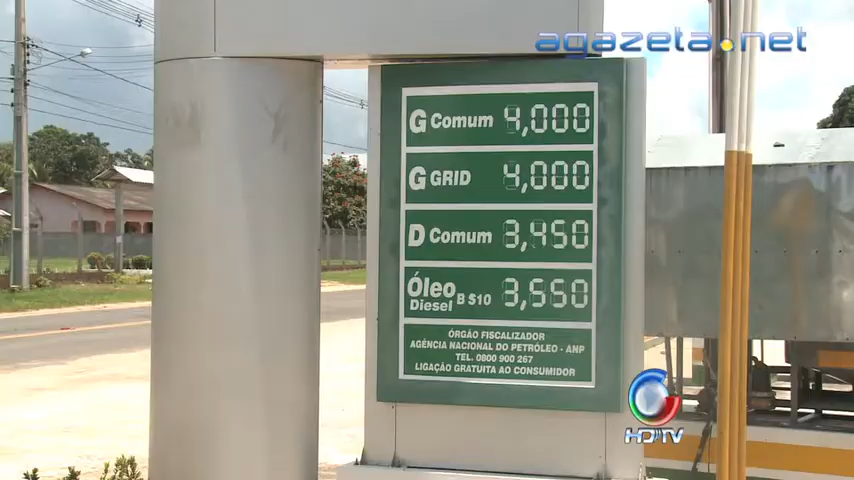 agazeta.net
G Comum 4,000
G GRID 4,000
D Comum 3,450
Óleo Diesel B S10 3,550
ÓRGÃO FISCALIZADOR
AGÊNCIA NACIONAL DO PETRÓLEO - ANP
TEL. 0800 900 267
LIGAÇÃO GRATUITA AO CONSUMIDOR
HDTV